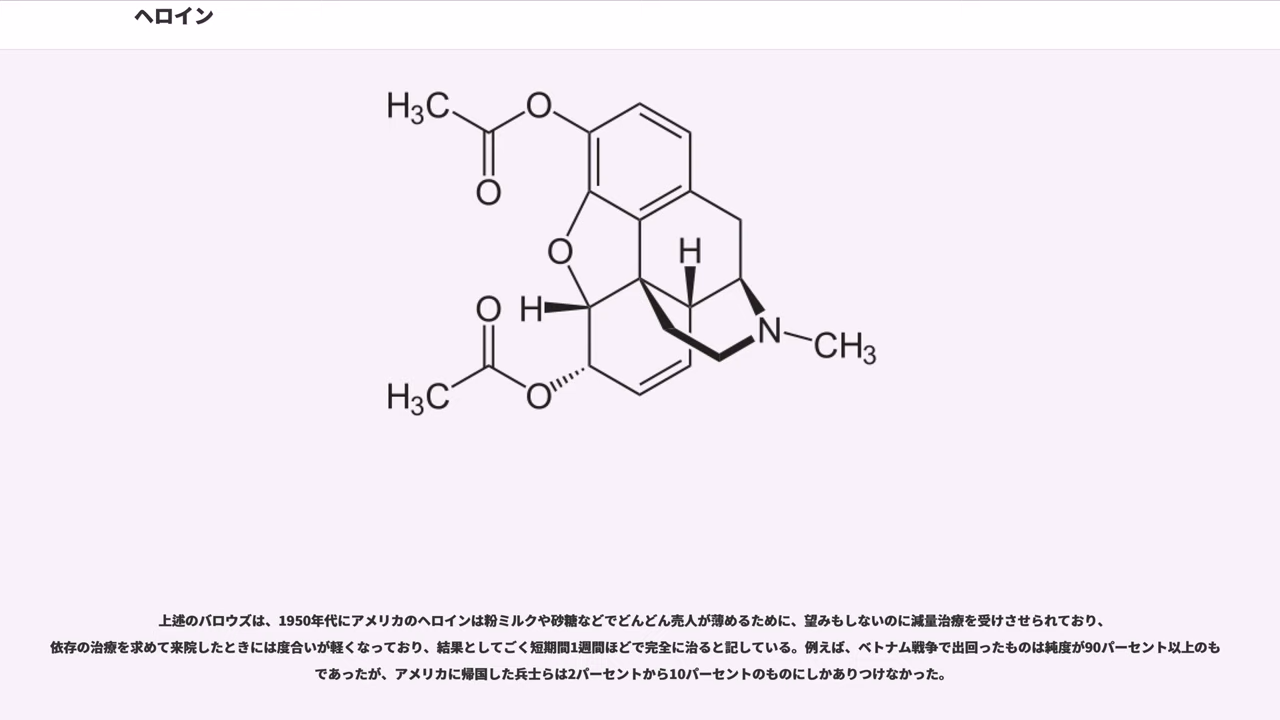 ヘロイン
H3C
O
O
O
H
H
N
CH3
O
H3C
O
上述のバロウズは、1950年代にアメリカのヘロインは粉ミルクや砂糖などでどんどん売人が薄めるために、望みもしないのに減量治療を受けさせられており、
依存の治療を求めて来院したときには度合いが軽くなっており、結果としてごく短期間1週間ほどで完全に治ると記している。例えば、ベトナム戦争で出回ったものは純度が90パーセント以上のも
であったが、アメリカに帰国した兵士らは2パーセントから10パーセントのものにしかありつけなかった。